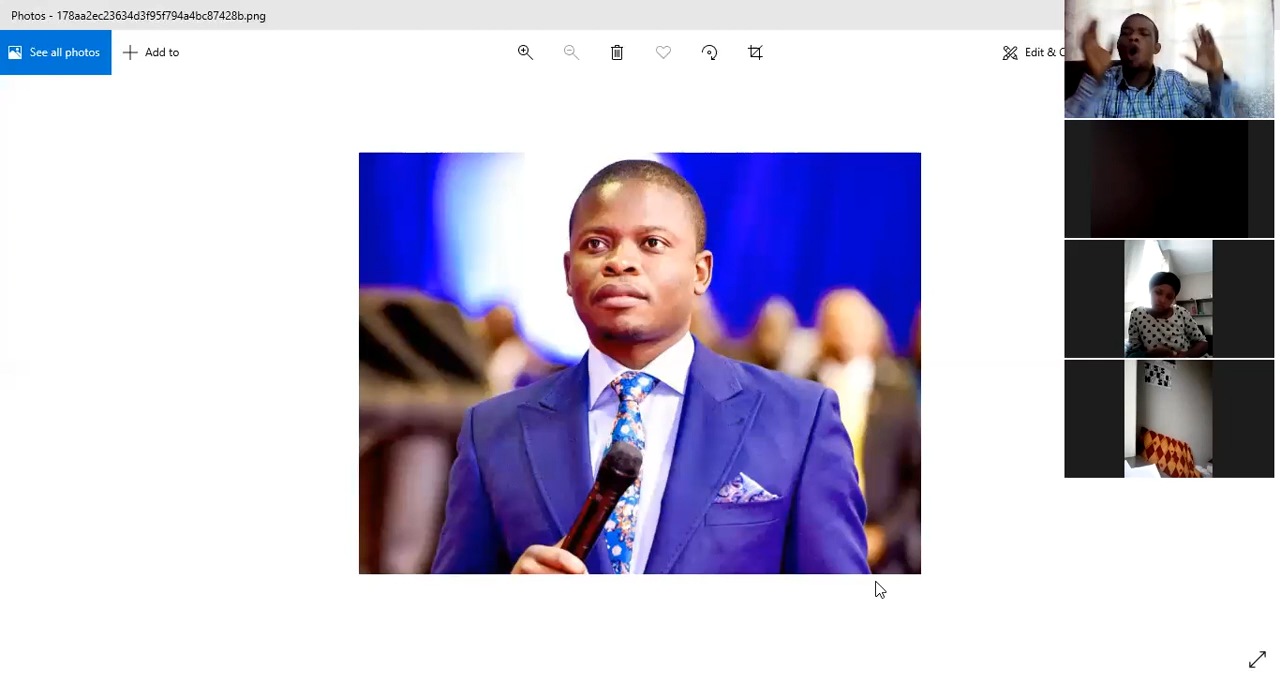 Photos - 178aa2ec23634d3f95f794a4bc87428b.png
See all photos
Add to
Edit & C